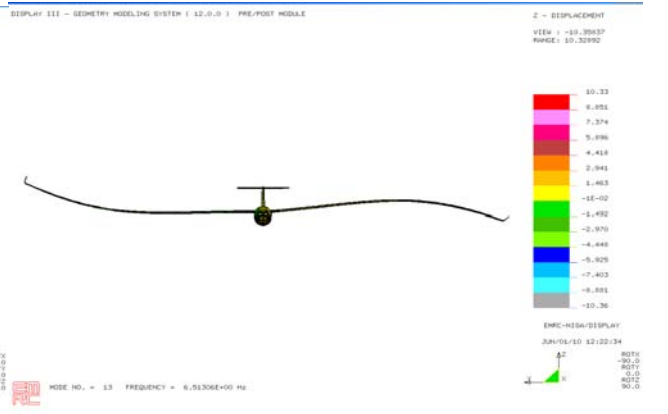 DISPLAY III - GEOMETRY MODELING SYSTEM ( 12.0.0 ) PRE/POST MODULE
Z - DISPLACEMENT
VIEW : -10.35837
RANGE: 10.32892
10.33
8.851
7.374
5.896
4.418
2.941
1.463
-1E-02
-1.492
-2.970
-4.448
-5.925
-7.403
-8.881
-10.36
EMRC-NISA/DISPLAY
JUN/01/10 12:22:34
Z
Y
X
ROTX
-90.0
ROTY
0.0
ROTZ
90.0
MODE NO. = 13 FREQUENCY = 6.51306E+00 Hz